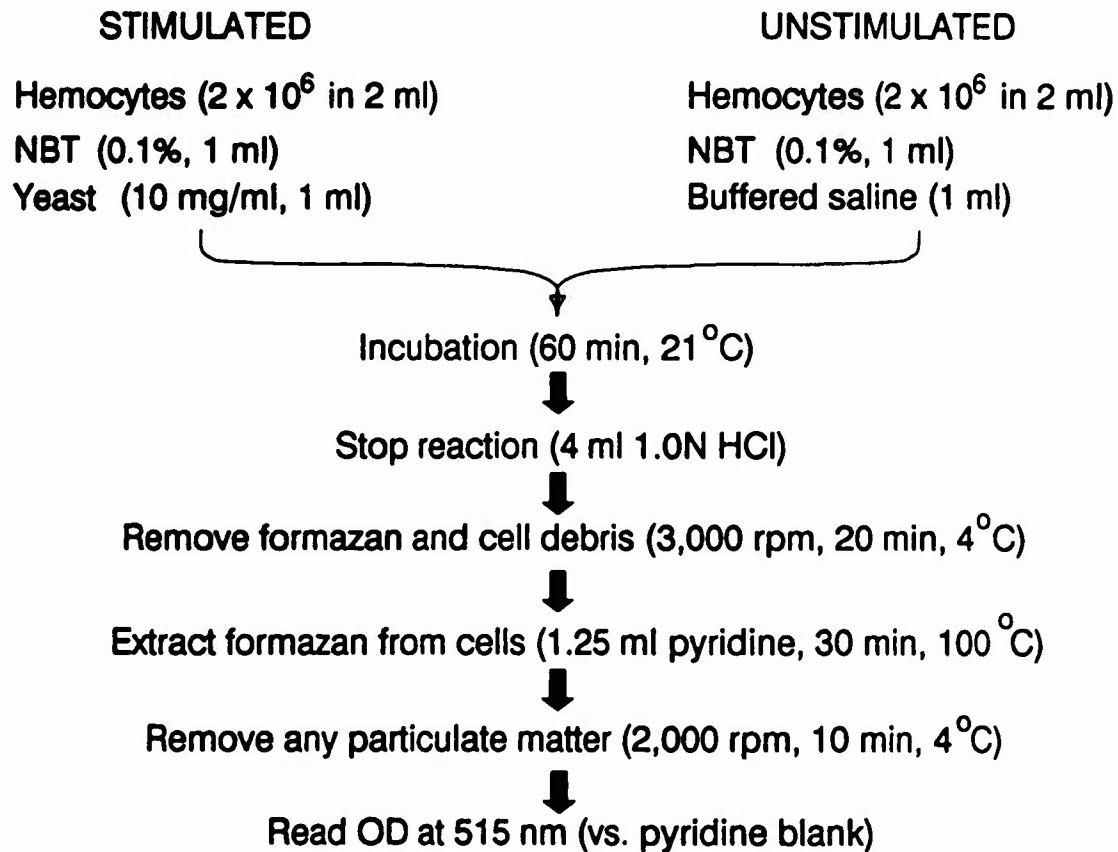 STIMULATED
Hemocytes (2 x 10⁶ in 2 ml)
NBT (0.1%, 1 ml)
Yeast (10 mg/ml, 1 ml)
UNSTIMULATED
Hemocytes (2 x 10⁶ in 2 ml)
NBT (0.1%, 1 ml)
Buffered saline (1 ml)
Incubation (60 min, 21°C)
Stop reaction (4 ml 1.0N HCl)
Remove formazan and cell debris (3,000 rpm, 20 min, 4°C)
Extract formazan from cells (1.25 ml pyridine, 30 min, 100°C)
Remove any particulate matter (2,000 rpm, 10 min, 4°C)
Read OD at 515 nm (vs. pyridine blank)